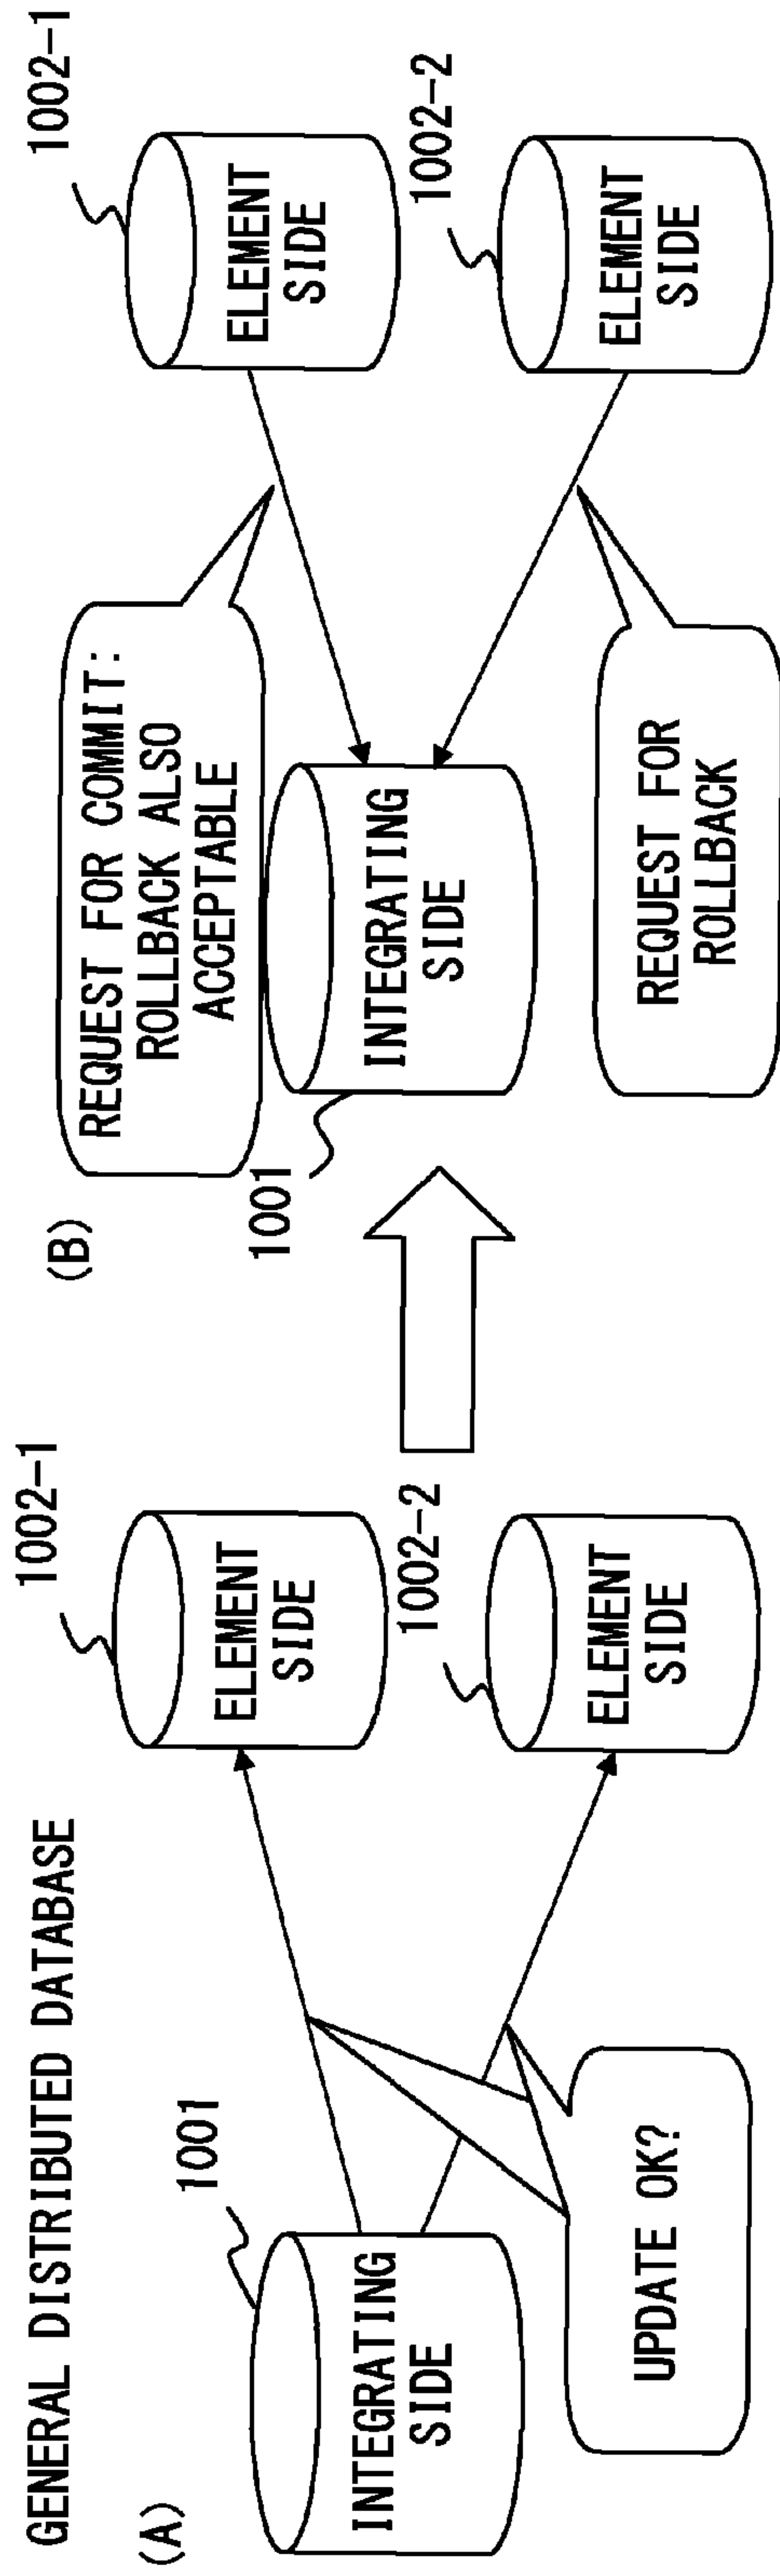 GENERAL DISTRIBUTED DATABASE
(A)
1001
INTEGRATING
SIDE
UPDATE OK?
1002-1
ELEMENT
SIDE
1002-2
ELEMENT
SIDE
(B)
REQUEST FOR COMMIT:
ROLLBACK ALSO
ACCEPTABLE
1001
INTEGRATING
SIDE
REQUEST FOR
ROLLBACK
1002-1
ELEMENT
SIDE
1002-2
ELEMENT
SIDE